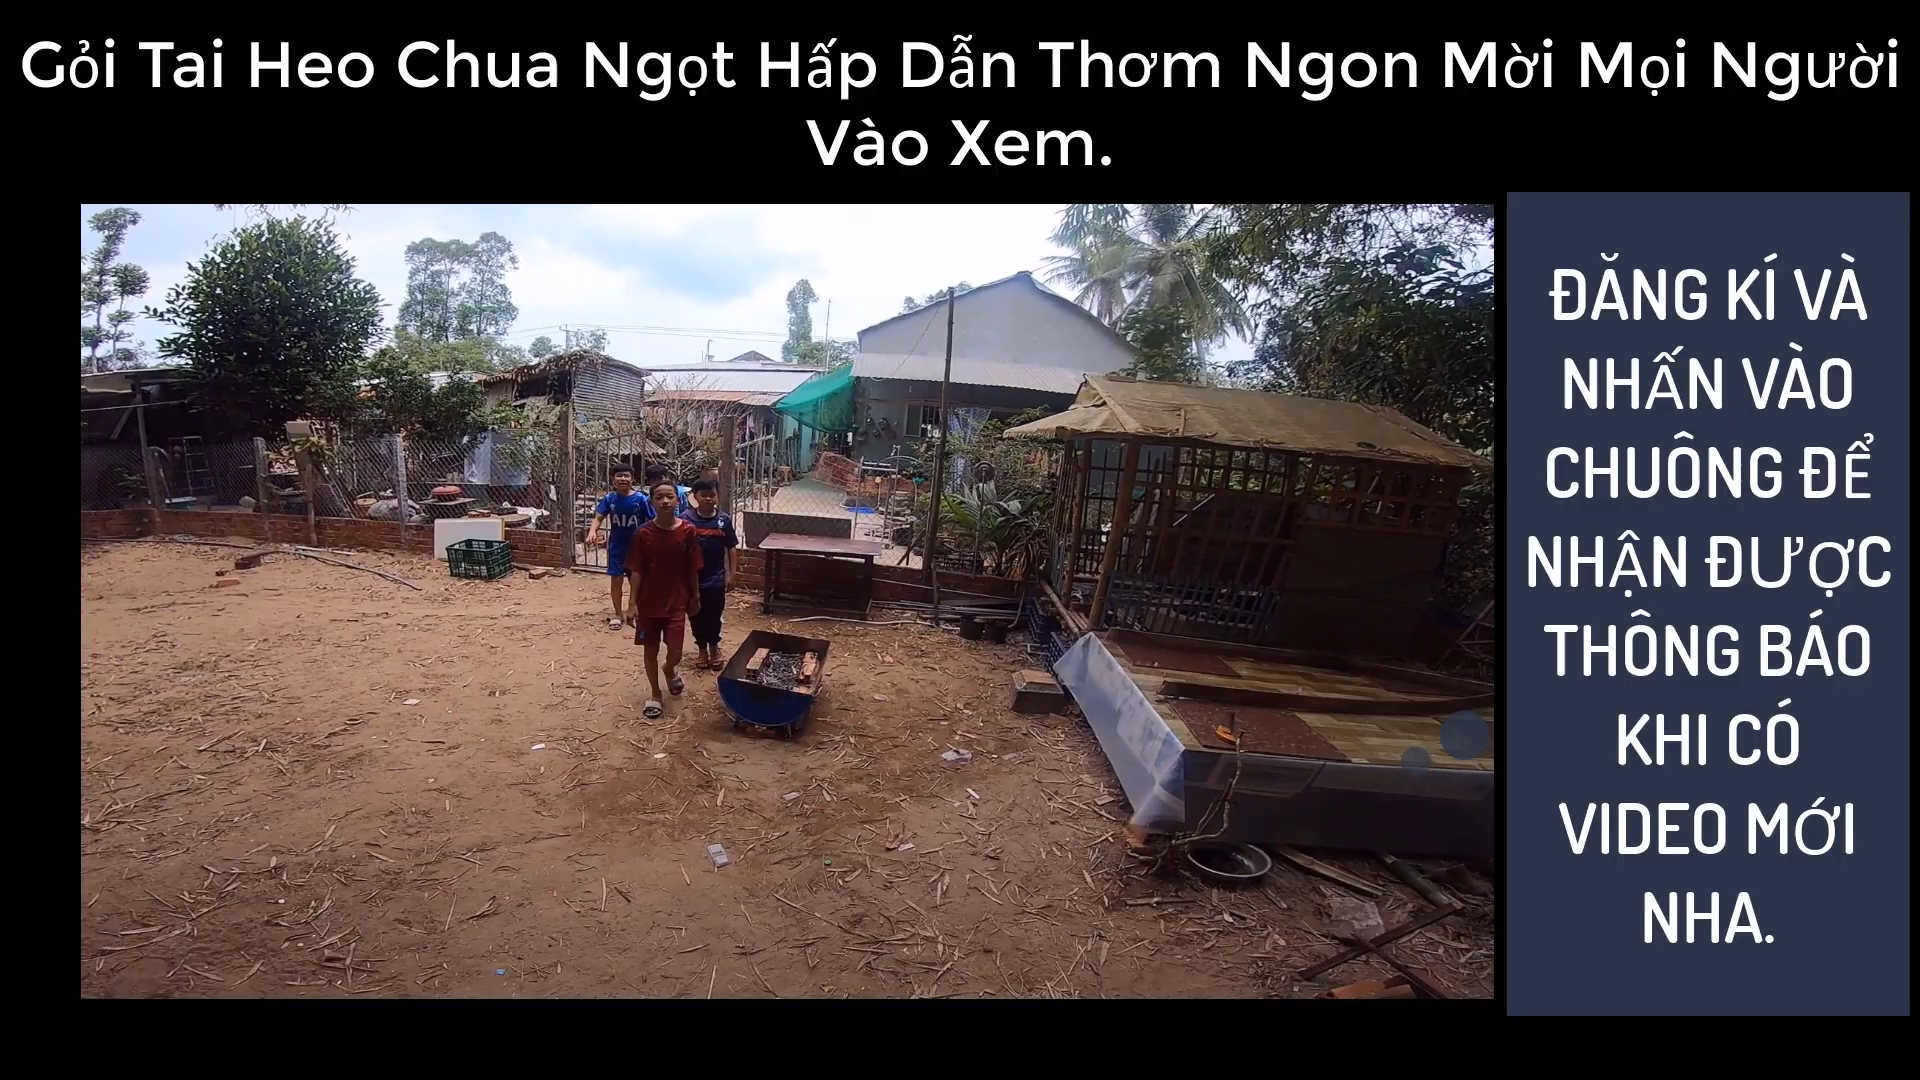 Gỏi Tai Heo Chua Ngọt Hấp Dẫn Thơm Ngon Mời Mọi Người
Vào Xem.
ĐĂNG KÍ VÀ
NHẤN VÀO
CHUÔNG ĐỂ
NHẬN ĐƯỢC
THÔNG BÁO
KHI CÓ
VIDEO MỚI
NHA.
AIA